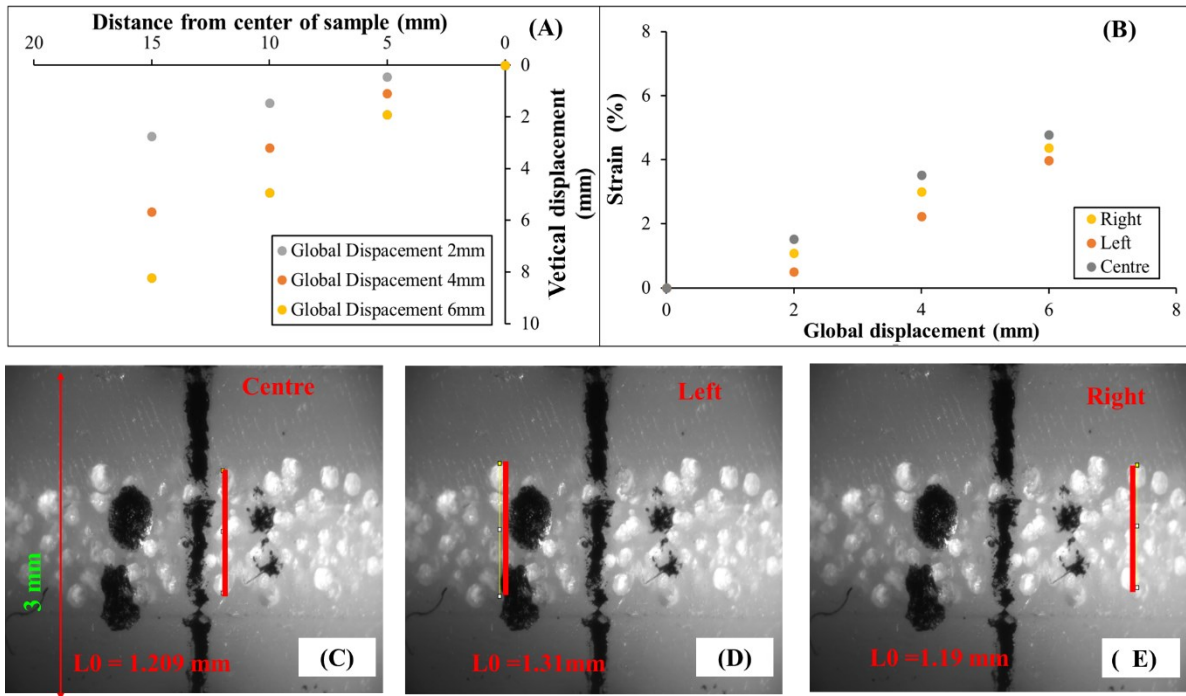 Distance from center of sample (mm)
(A)
20 15 10 5 0
0
2
4
6
8
10
Vetical displacement
(mm)
Global Dispacement 2mm
Global Dispacement 4mm
Global Dispacement 6mm
(B)
8
6
4
2
0
Strain (%)
Right
Left
Centre
0 2 4 6 8
Global displacement (mm)
Centre
3 mm
L0 = 1.209 mm
(C)
Left
L0 =1.31mm
(D)
Right
L0 =1.19 mm
( E)